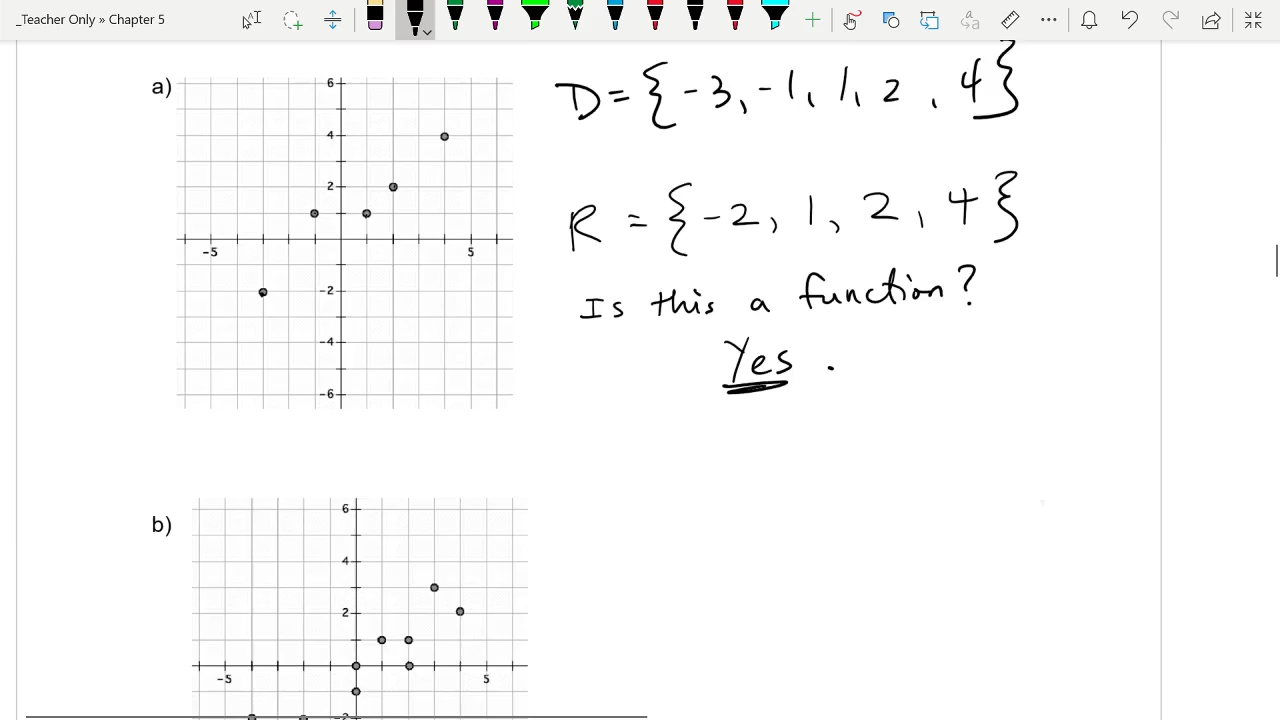 _Teacher Only » Chapter 5
a)
6
4
2
-5
5
-2
-4
-6
D = {-3, -1, 1, 2, 4}
R = {-2, 1, 2, 4}
Is this a function?
Yes.
b)
6
4
2
-5
5
-2